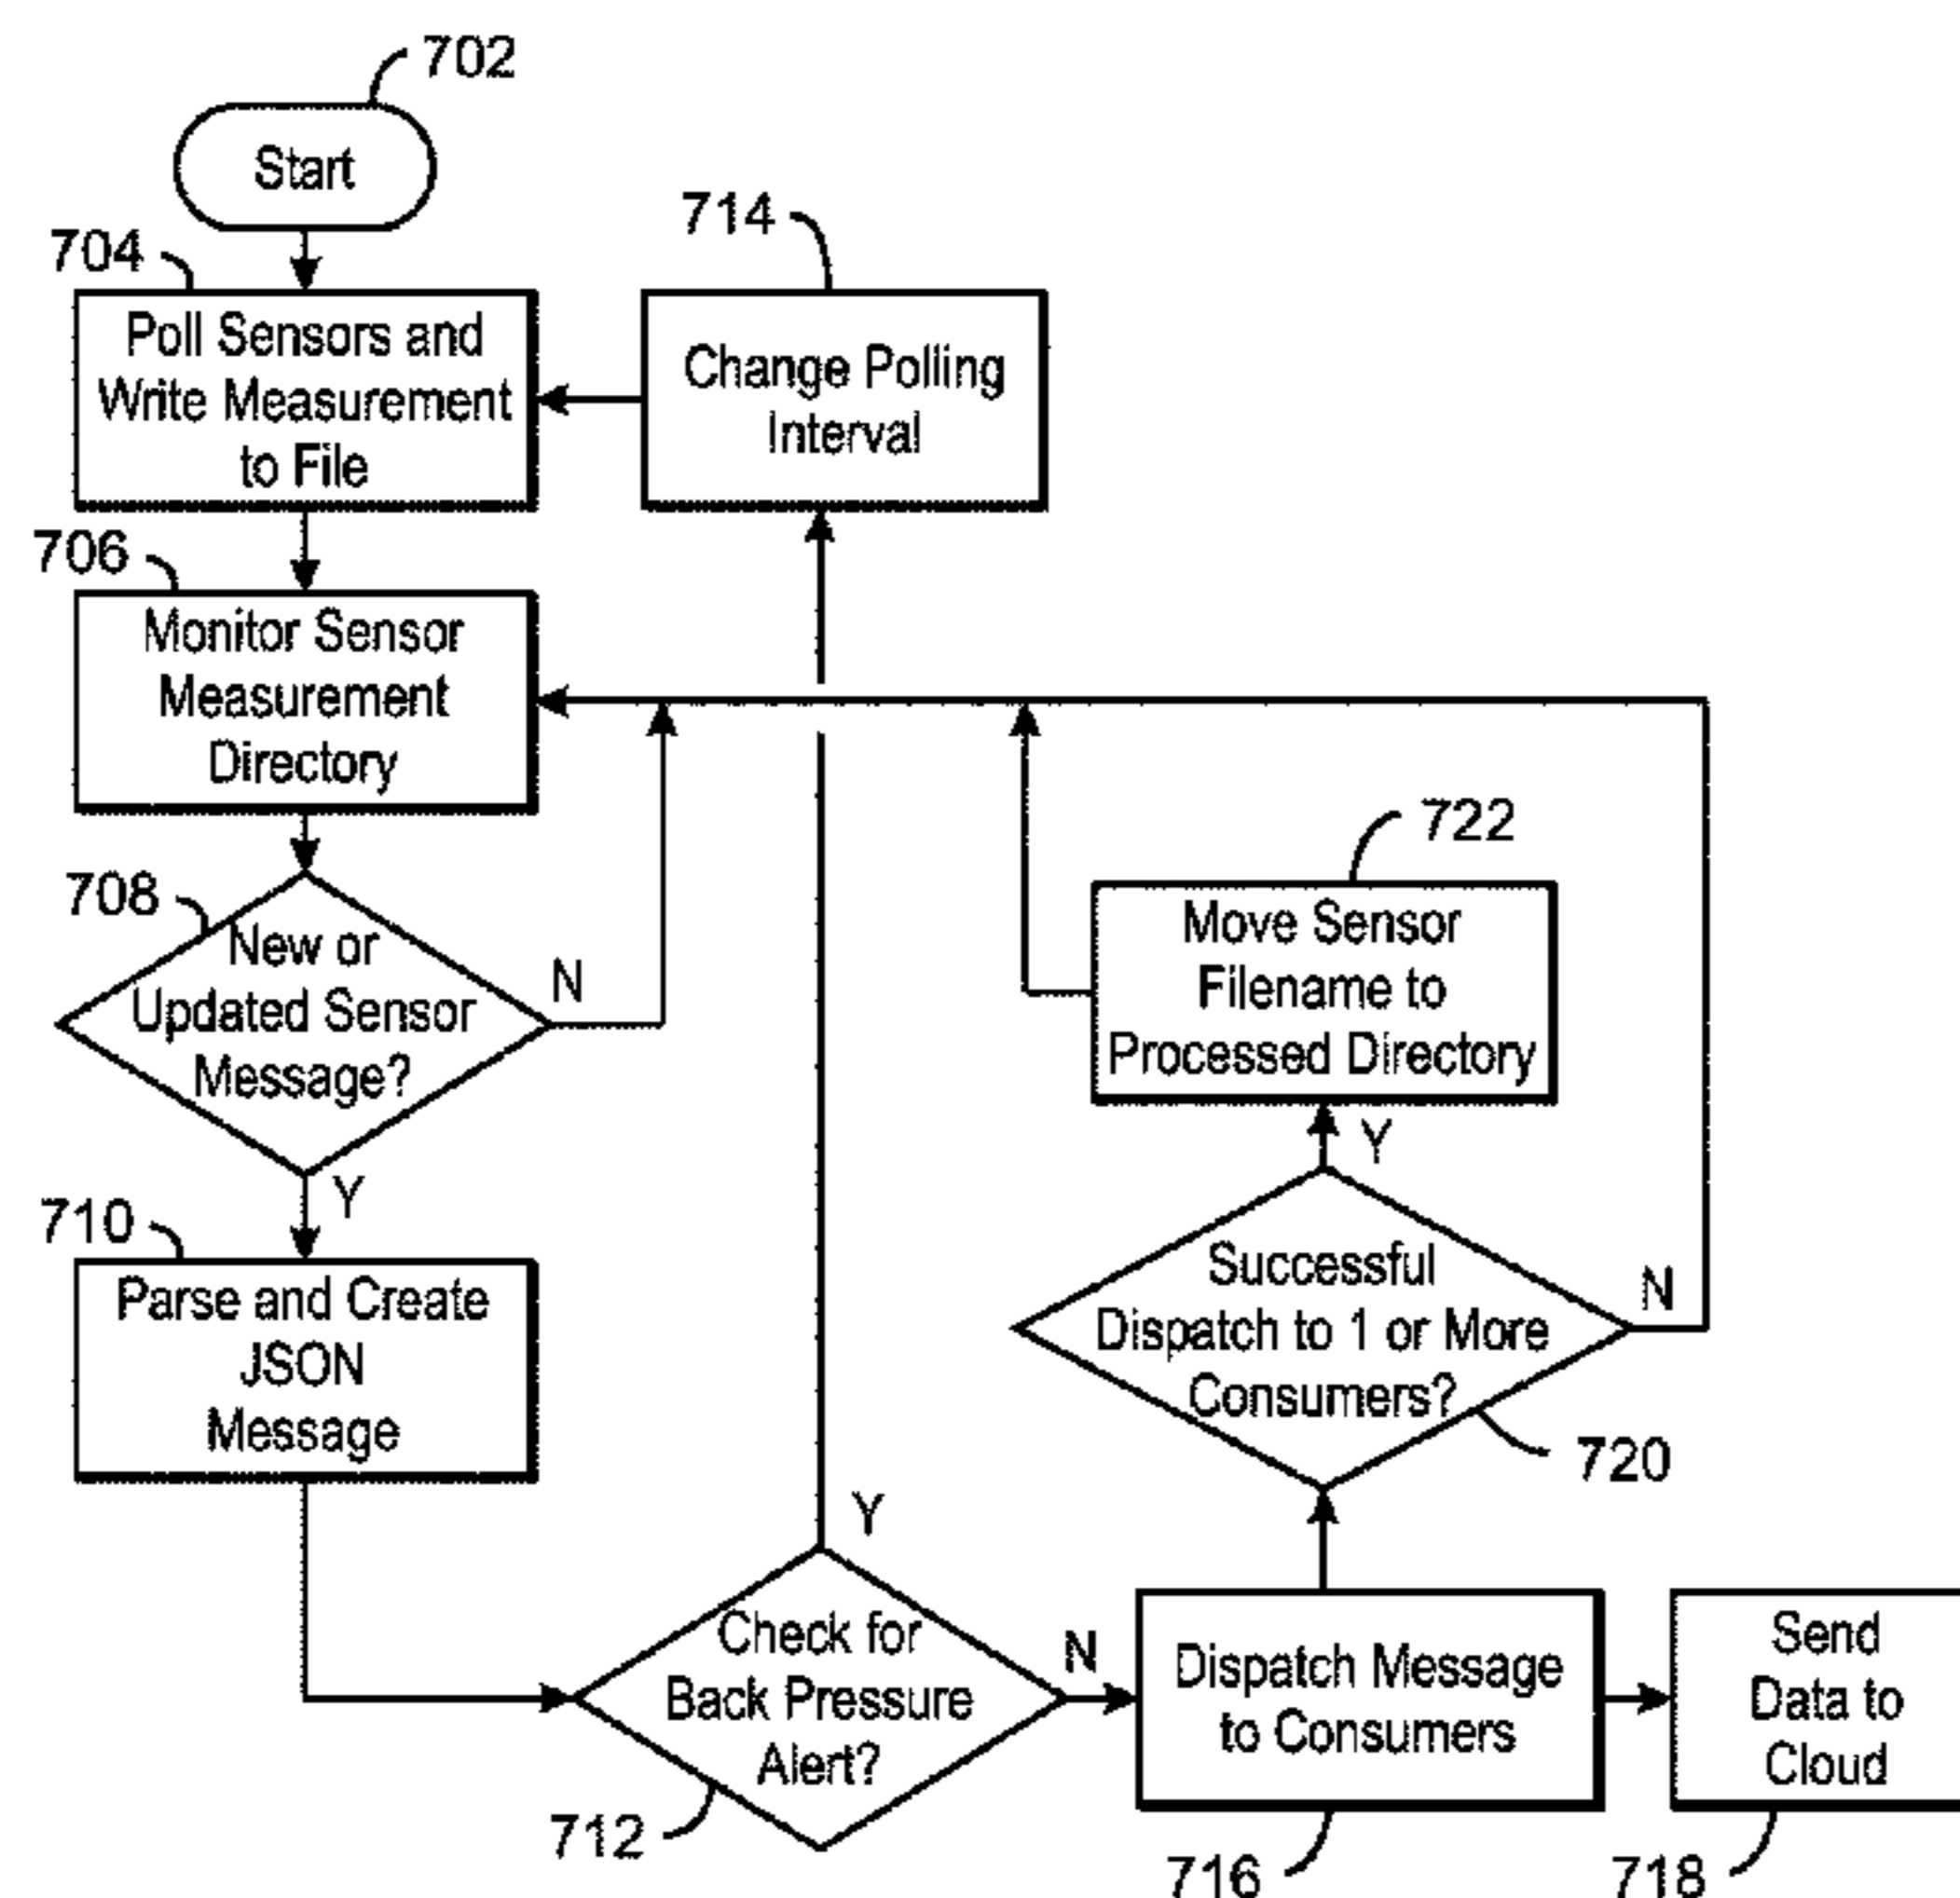 702
Start
704
Poll Sensors and
Write Measurement
to File
714
Change Polling
Interval
706
Monitor Sensor
Measurement
Directory
708
New or
Updated Sensor
Message?
N
Y
722
Move Sensor
Filename to
Processed Directory
Y
710
Parse and Create
JSON
Message
Successful
Dispatch to 1 or More
Consumers?
N
720
Y
Check for
Back Pressure
Alert?
712
N
Dispatch Message
to Consumers
716
Send
Data to
Cloud
718